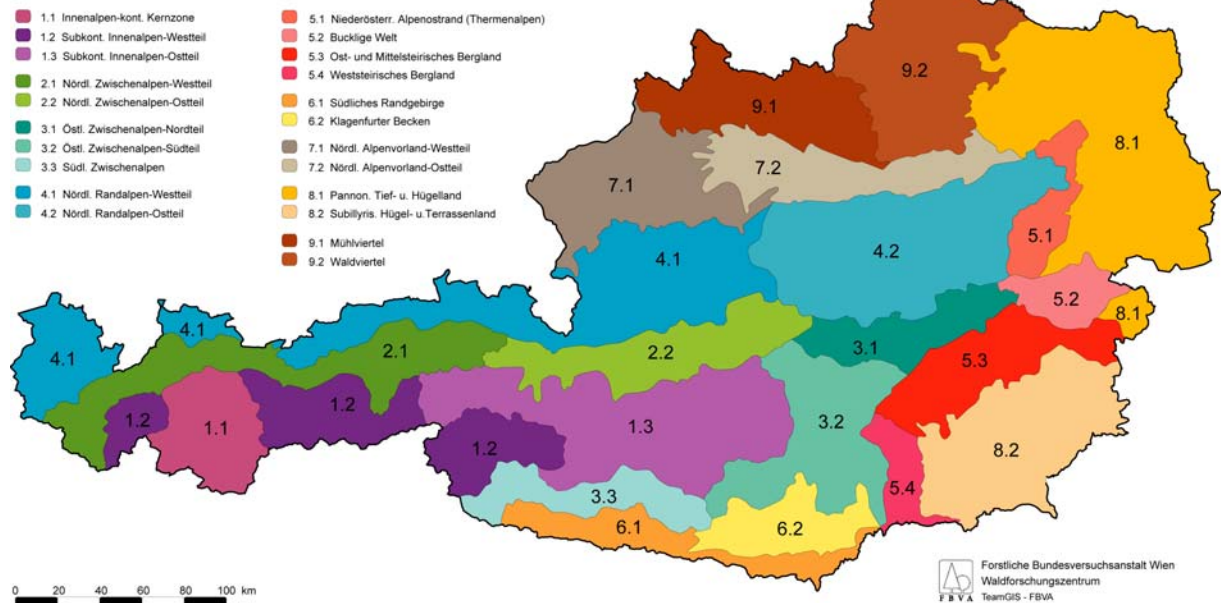 1.1 Innenalpen-kont. Kernzone
1.2 Subkont. Innenalpen-Westteil
1.3 Subkont. Innenalpen-Ostteil
2.1 Nördl. Zwischenalpen-Westteil
2.2 Nördl. Zwischenalpen-Ostteil
3.1 Östl. Zwischenalpen-Nordteil
3.2 Östl. Zwischenalpen-Südteil
3.3 Südl. Zwischenalpen
4.1 Nördl. Randalpen-Westteil
4.2 Nördl. Randalpen-Ostteil
5.1 Niederösterr. Alpenostrand (Thermenalpen)
5.2 Bucklige Welt
5.3 Ost- und Mittelsteirisches Bergland
5.4 Weststeirisches Bergland
6.1 Südliches Randgebirge
6.2 Klagenfurter Becken
7.1 Nördl. Alpenvorland-Westteil
7.2 Nördl. Alpenvorland-Ostteil
8.1 Pannon. Tief- u. Hügelland
8.2 Subillyris. Hügel- u.Terrassenland
9.1 Mühlviertel
9.2 Waldviertel
9.2
9.1
8.1
7.2
7.1
5.1
4.2
4.1
5.2
8.1
4.1
4.1
2.1
2.2
3.1
5.3
1.2
1.1
1.2
1.3
3.2
1.2
8.2
5.4
3.3
6.1
6.2
0 20 40 60 80 100 km
FBVA
Forstliche Bundesversuchsanstalt Wien
Waldforschungszentrum
TeamGIS - FBVA